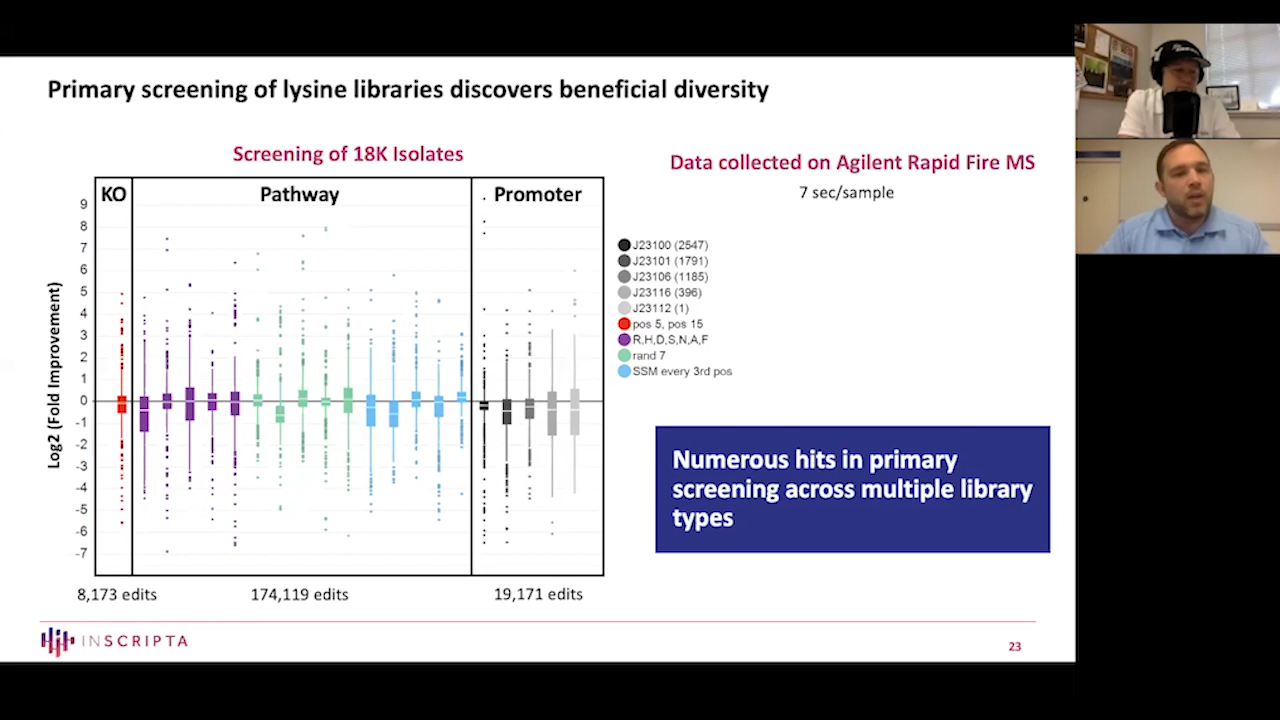 Primary screening of lysine libraries discovers beneficial diversity
Screening of 18K Isolates
Data collected on Agilent Rapid Fire MS
7 sec/sample
KO
Pathway
Promoter
Log2 (Fold Improvement)
9
8
7
6
5
4
3
2
1
0
-1
-2
-3
-4
-5
-6
-7
J23100 (2547)
J23101 (1791)
J23106 (1185)
J23116 (396)
J23112 (1)
pos 5, pos 15
R,H,D,S,N,A,F
rand 7
SSM every 3rd pos
Numerous hits in primary
screening across multiple library
types
8,173 edits
174,119 edits
19,171 edits
INSCRIPTA
23